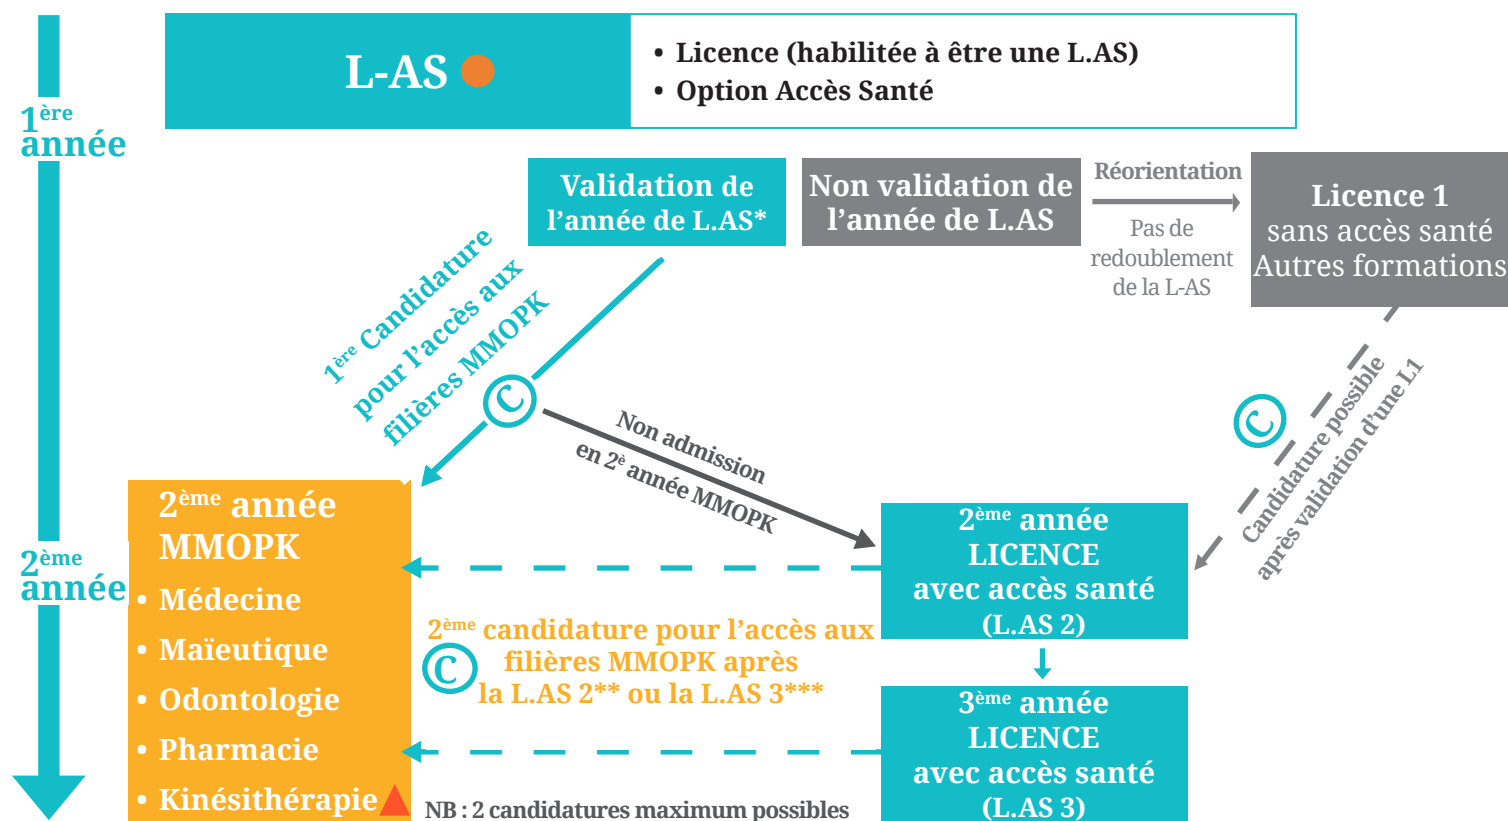 L-AS
• Licence (habilitée à être une L.AS)
• Option Accès Santé
1ère
année
Validation de
l’année de L.AS*
Non validation de
l’année de L.AS
Réorientation
Pas de
redoublement
de la L-AS
Licence 1
sans accès santé
Autres formations
1ère Candidature
pour l’accès aux
filières MMOPK
C
Non admission
en 2è année MMOPK
C
Candidature possible
après validation d’une L1
2ème
année
2ème année
MMOPK
• Médecine
• Maïeutique
• Odontologie
• Pharmacie
• Kinésithérapie
2ème candidature pour l’accès aux
filières MMOPK après
la L.AS 2** ou la L.AS 3***
C
NB : 2 candidatures maximum possibles
2ème année
LICENCE
avec accès santé
(L.AS 2)
3ème année
LICENCE
avec accès santé
(L.AS 3)